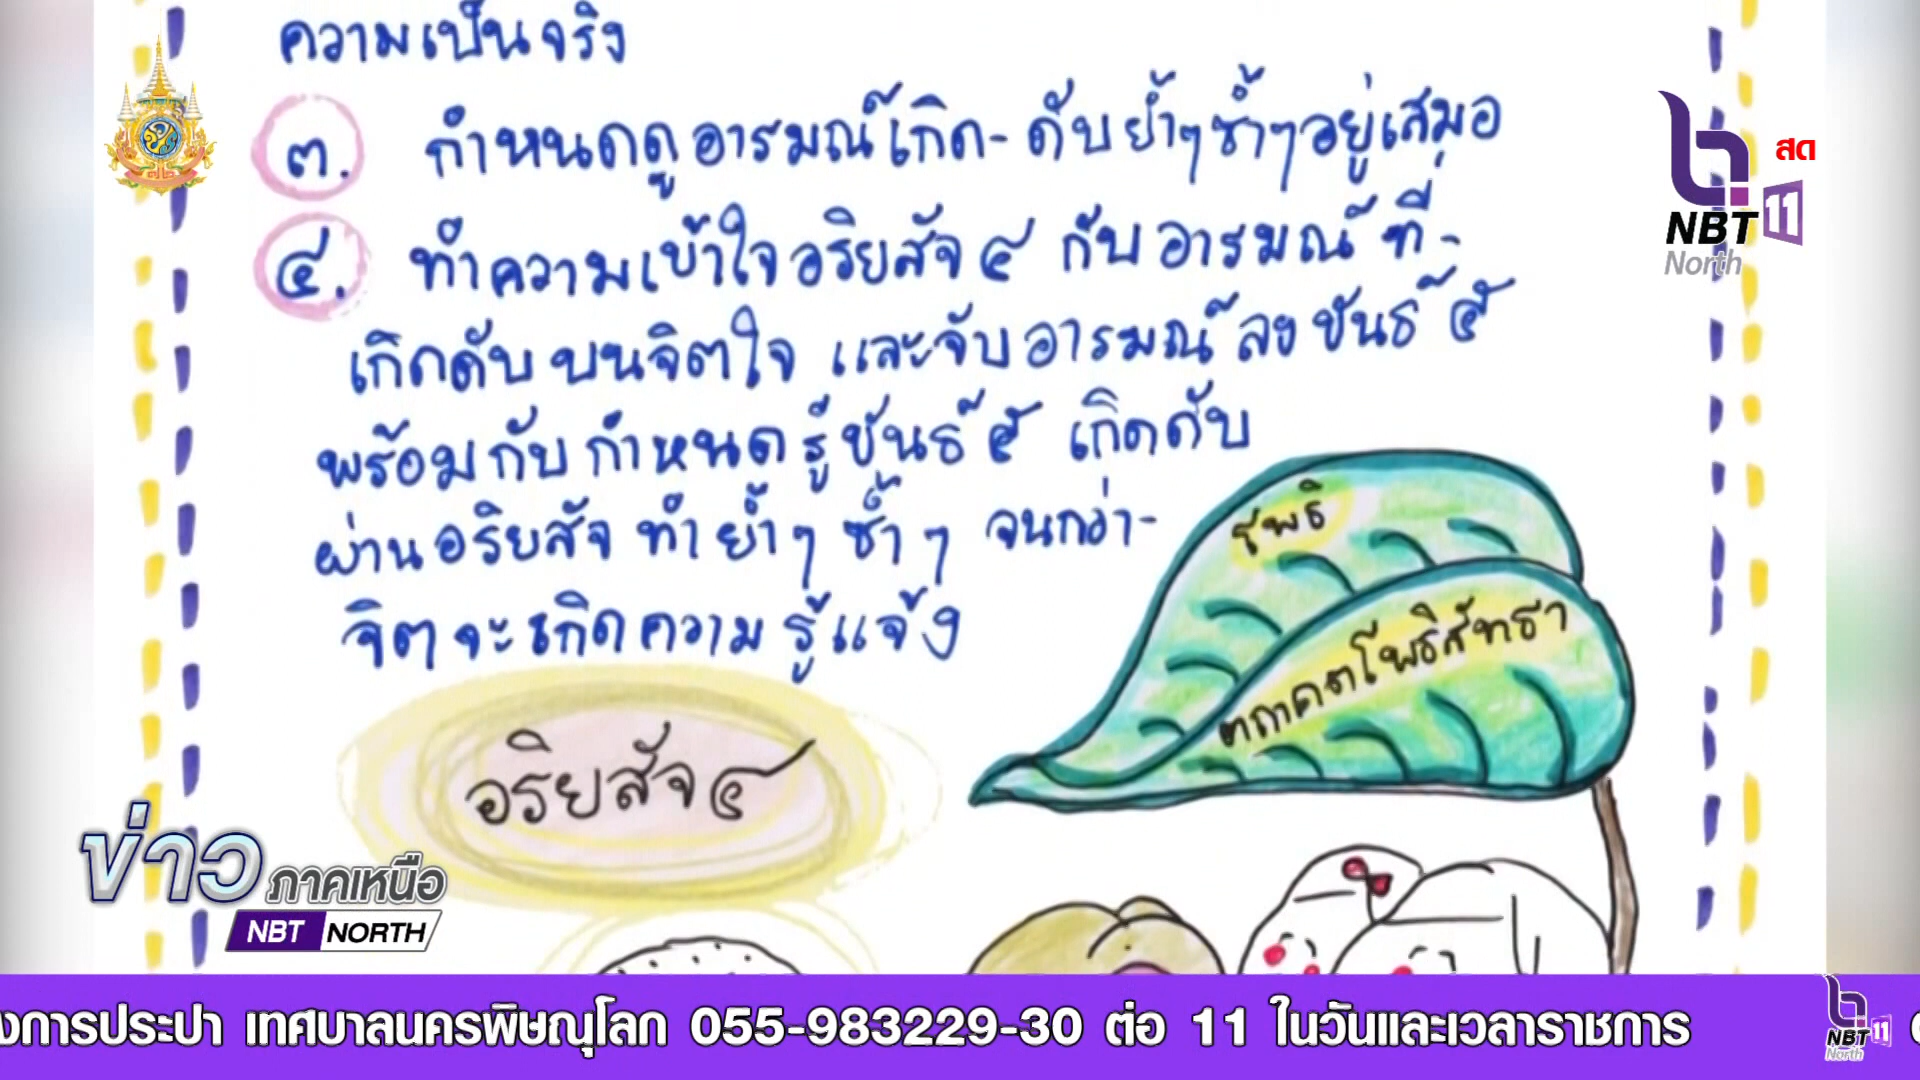 ความเป็นจริง
๓. กำหนดดูอารมณ์เกิด-ดับย้ำๆซ้ำๆอยู่เสมอ
๔. ทำความเข้าใจอริยสัจ ๔ กับอารมณ์ที่-
เกิดดับบนจิตใจ และจับอารมณ์ลงขันธ์ ๕
พร้อมกับกำหนดรู้ขันธ์ ๕ เกิดดับ
ผ่านอริยสัจ ทำย้ำๆ ซ้ำๆ จนกว่า-
จิตจะเกิดความรู้แจ้ง
โพธิ
ตถาคตโพธิสัทธา
อริยสัจ ๔
สด
NBT 11
North
ข่าว ภาคเหนือ
NBT NORTH
งการประปา เทศบาลนครพิษณุโลก 055-983229-30 ต่อ 11 ในวันและเวลาราชการ
NBT 11
North